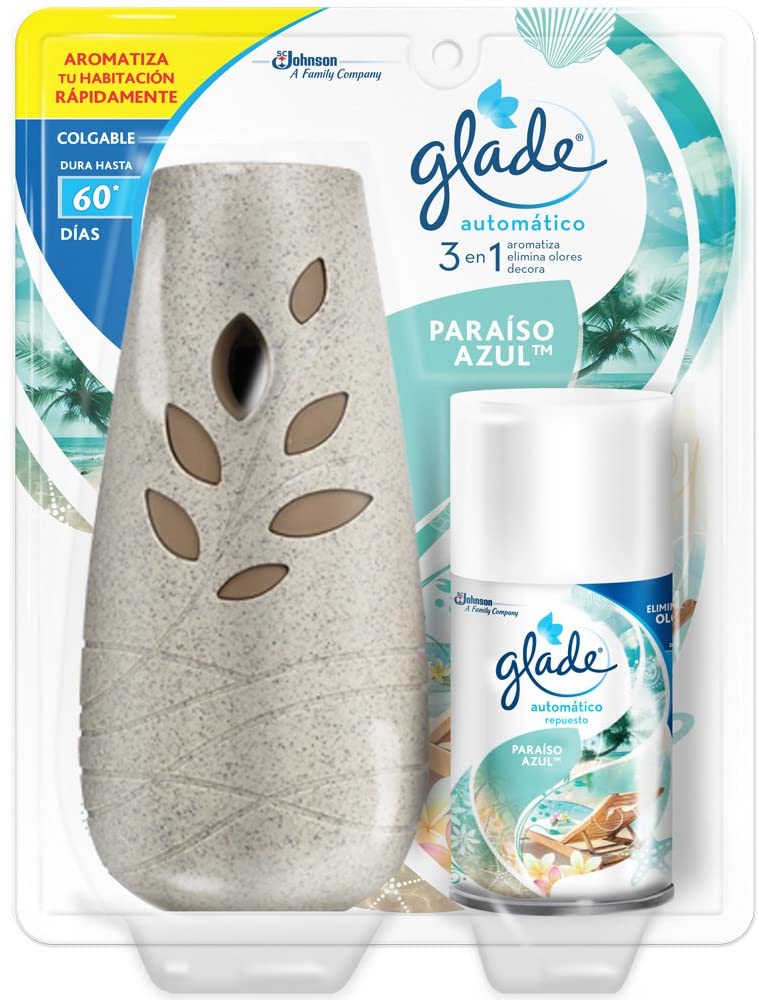 AROMATIZA
TU HABITACIÓN
RÁPIDAMENTE
COLGABLE
DURA HASTA
60*
DÍAS
SC Johnson
A Family Company
glade®
automático
3 en 1
aromatiza
elimina olores
decora
PARAÍSO
AZUL™
SC Johnson
A Family Company
glade
automático
repuesto
PARAÍSO
AZUL™